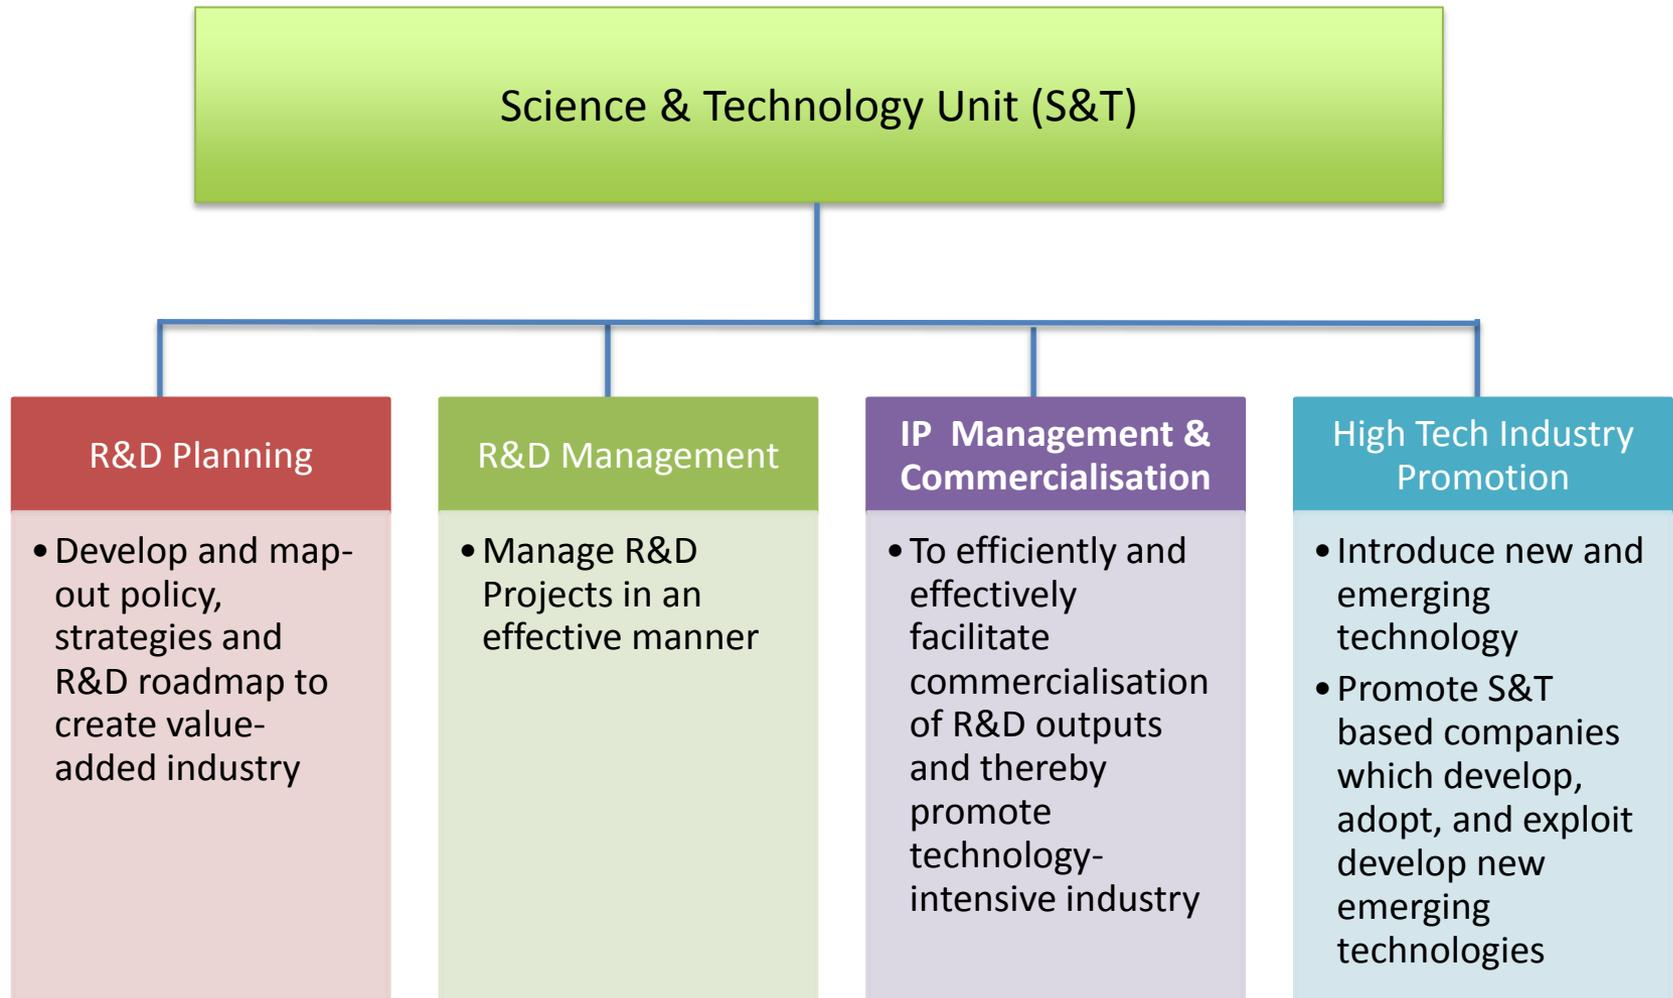 Science & Technology Unit (S&T)
R&D Planning
• Develop and map-
out policy,
strategies and
R&D roadmap to
create value-
added industry
R&D Management
• Manage R&D
Projects in an
effective manner
IP  Management &
Commercialisation
• To efficiently and
effectively
facilitate
commercialisation
of R&D outputs
and thereby
promote
technology-
intensive industry
High Tech Industry
Promotion
• Introduce new and
emerging
technology
• Promote S&T
based companies
which develop,
adopt, and exploit
develop new
emerging
technologies